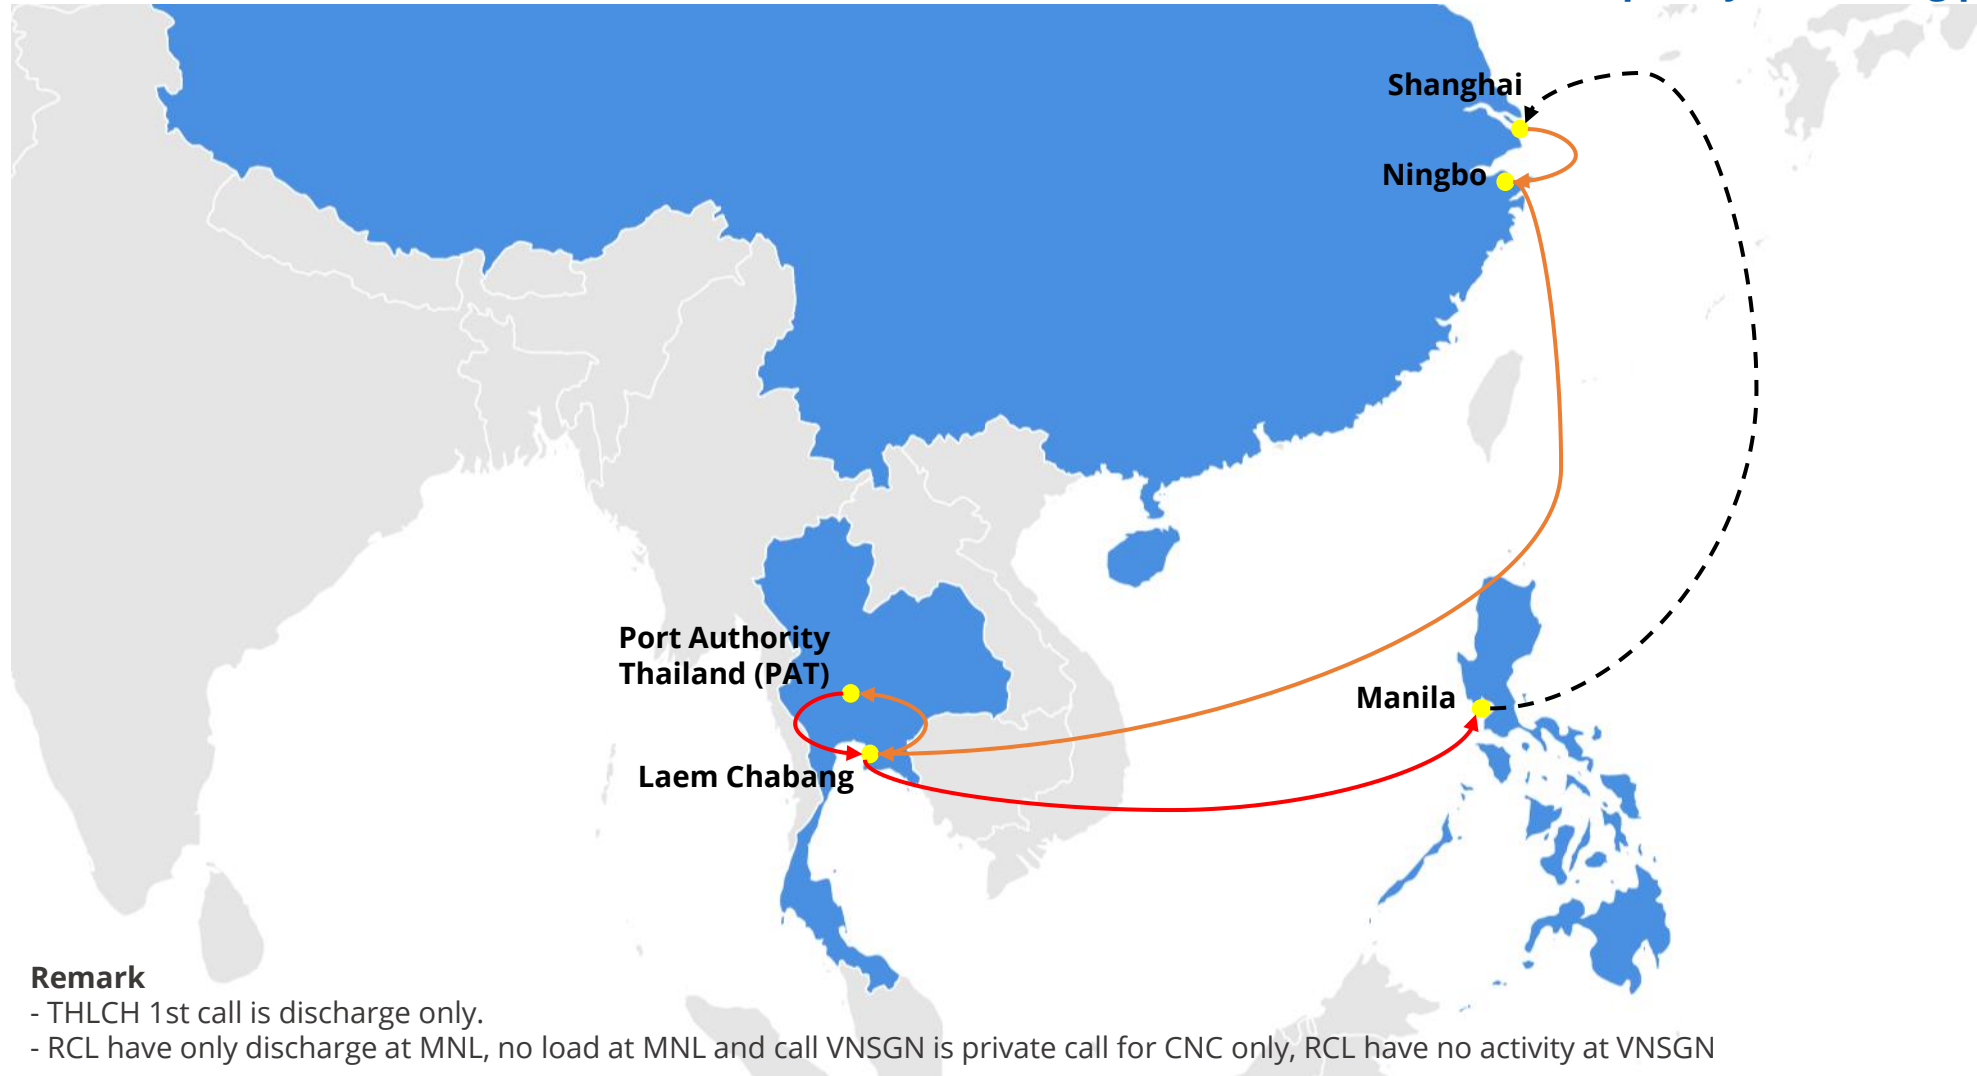 Shanghai
Ningbo
Port Authority
Thailand (PAT)
Manila
Laem Chabang
Remark
- THLCH 1st call is discharge only.
- RCL have only discharge at MNL, no load at MNL and call VNSGN is private call for CNC only, RCL have no activity at VNSGN